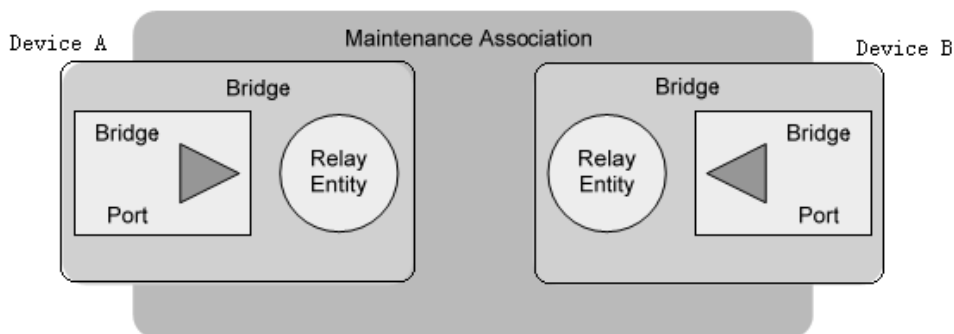 Maintenance Association
Device A
Device B
Bridge
Bridge
Port
Relay
Entity
Bridge
Relay
Entity
Bridge
Port